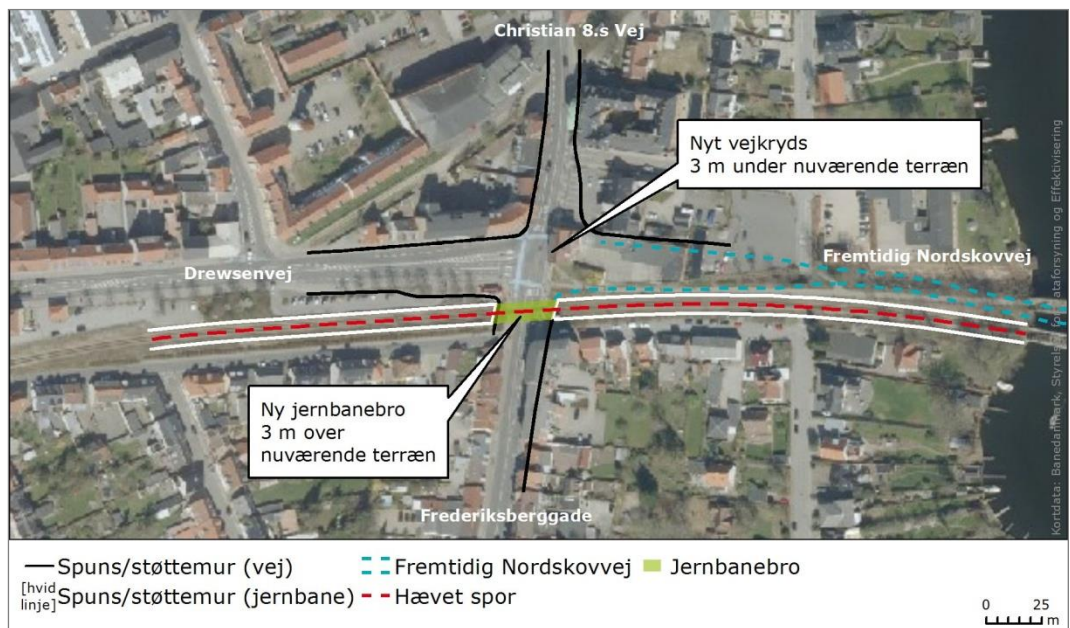 Christian 8.s Vej
Nyt vejkryds
3 m under nuværende terræn
Fremtidig Nordskovvej
Drewsenvej
Ny jernbanebro
3 m over
nuværende terræn
Frederiksberggade
Kortdata: Banedanmark, Styrelsen for Dataforsyning og Effektivisering
Spuns/støttemur (vej)
Fremtidig Nordskovvej
Jernbanebro
[hvid
linje]
Spuns/støttemur (jernbane)
Hævet spor
0 25
m